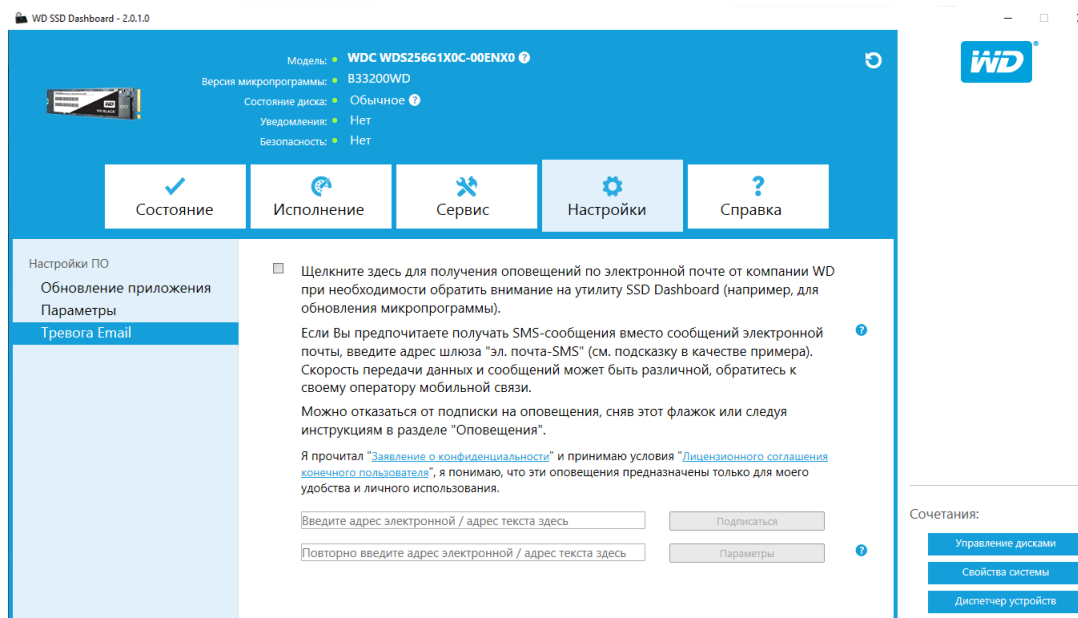 WD SSD Dashboard - 2.0.1.0
Модель: WDC WDS256G1X0C-00ENX0
Версия микропрограммы: B33200WD
Состояние диска: Обычное
Уведомления: Нет
Безопасность: Нет
WD
Состояние
Исполнение
Сервис
Настройки
Справка
Настройки ПО
Обновление приложения
Параметры
Тревога Email
Щелкните здесь для получения оповещений по электронной почте от компании WD
при необходимости обратить внимание на утилиту SSD Dashboard (например, для
обновления микропрограммы).
Если Вы предпочитаете получать SMS-сообщения вместо сообщений электронной
почты, введите адрес шлюза "эл. почта-SMS" (см. подсказку в качестве примера).
Скорость передачи данных и сообщений может быть различной, обратитесь к
своему оператору мобильной связи.
Можно отказаться от подписки на оповещения, сняв этот флажок или следуя
инструкциям в разделе "Оповещения".
Я прочитал "Заявление о конфиденциальности" и принимаю условия "Лицензионного соглашения
конечного пользователя", я понимаю, что эти оповещения предназначены только для моего
удобства и личного использования.
Введите адрес электронной / адрес текста здесь
Подписаться
Повторно введите адрес электронной / адрес текста здесь
Параметры
Сочетания:
Управление дисками
Свойства системы
Диспетчер устройств